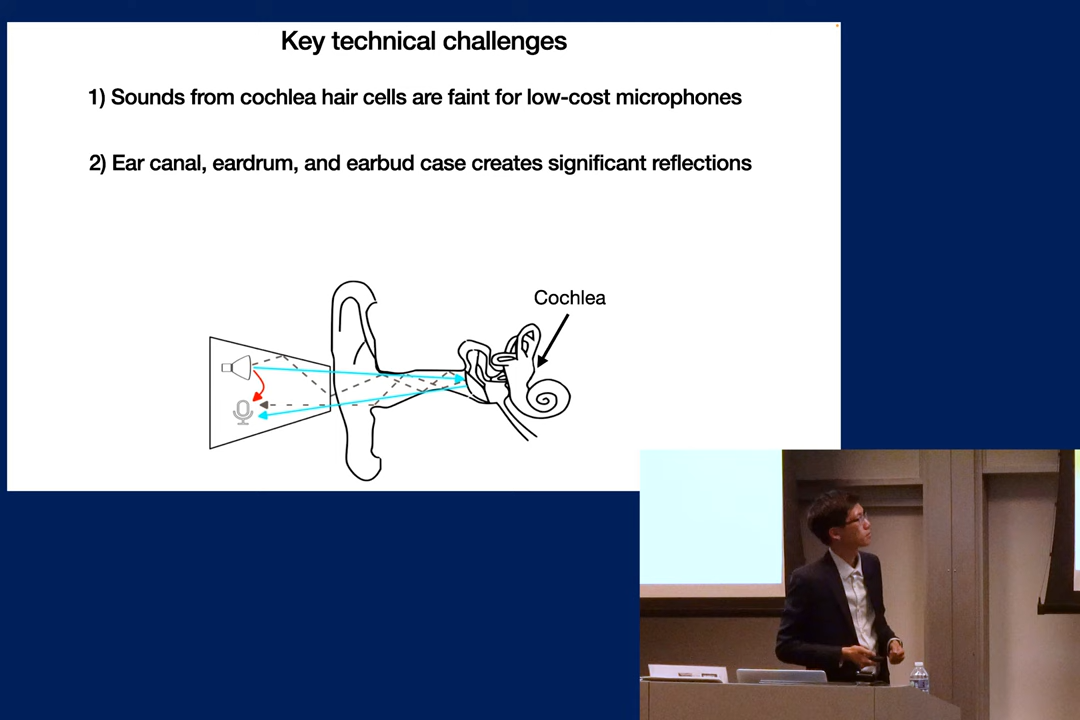 Key technical challenges
1) Sounds from cochlea hair cells are faint for low-cost microphones
2) Ear canal, eardrum, and earbud case creates significant reflections
Cochlea